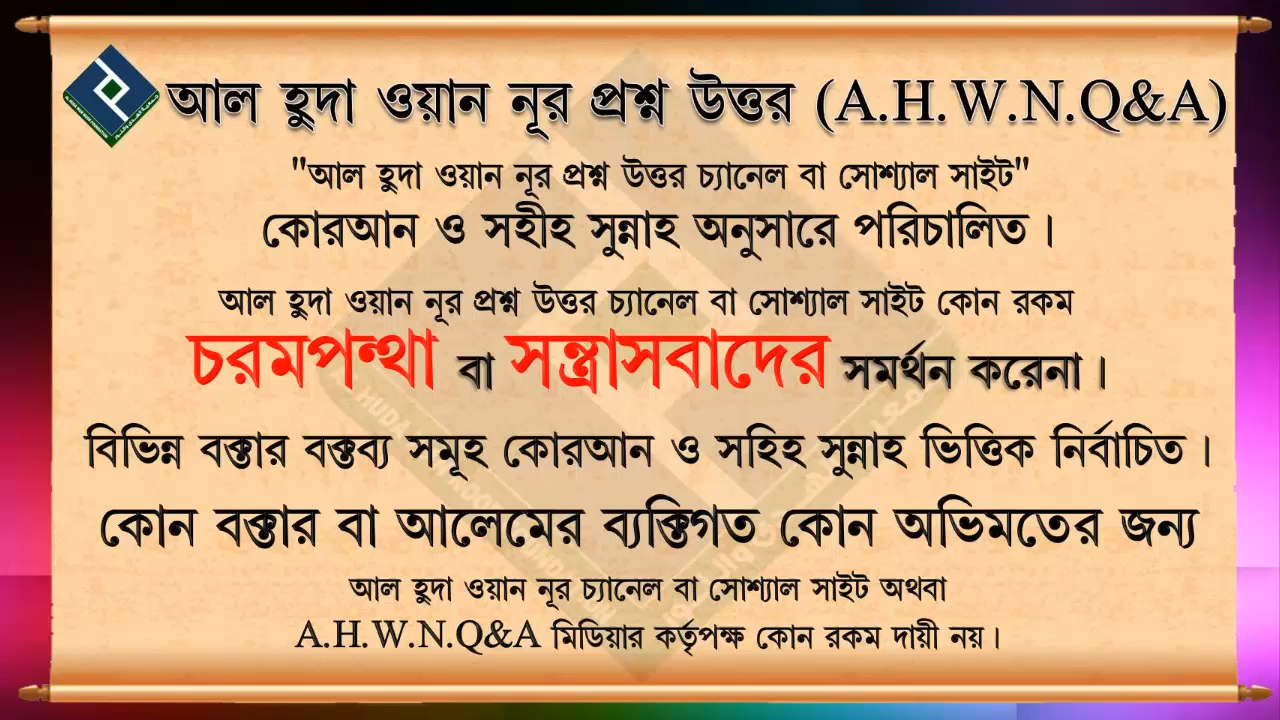 আল হুদা ওয়ান নূর প্রশ্ন উত্তর (A.H.W.N.Q&A)
"আল হুদা ওয়ান নূর প্রশ্ন উত্তর চ্যানেল বা সোশ্যাল সাইট"
কোরআন ও সহীহ সুন্নাহ অনুসারে পরিচালিত।
আল হুদা ওয়ান নূর প্রশ্ন উত্তর চ্যানেল বা সোশ্যাল সাইট কোন রকম
চরমপন্থা বা সন্ত্রাসবাদের সমর্থন করেনা।
বিভিন্ন বক্তার বক্তব্য সমূহ কোরআন ও সহিহ সুন্নাহ ভিত্তিক নির্বাচিত।
কোন বক্তার বা আলেমের ব্যক্তিগত কোন অভিমতের জন্য
আল হুদা ওয়ান নূর চ্যানেল বা সোশ্যাল সাইট অথবা
A.H.W.N.Q&A মিডিয়ার কর্তৃপক্ষ কোন রকম দায়ী নয়।